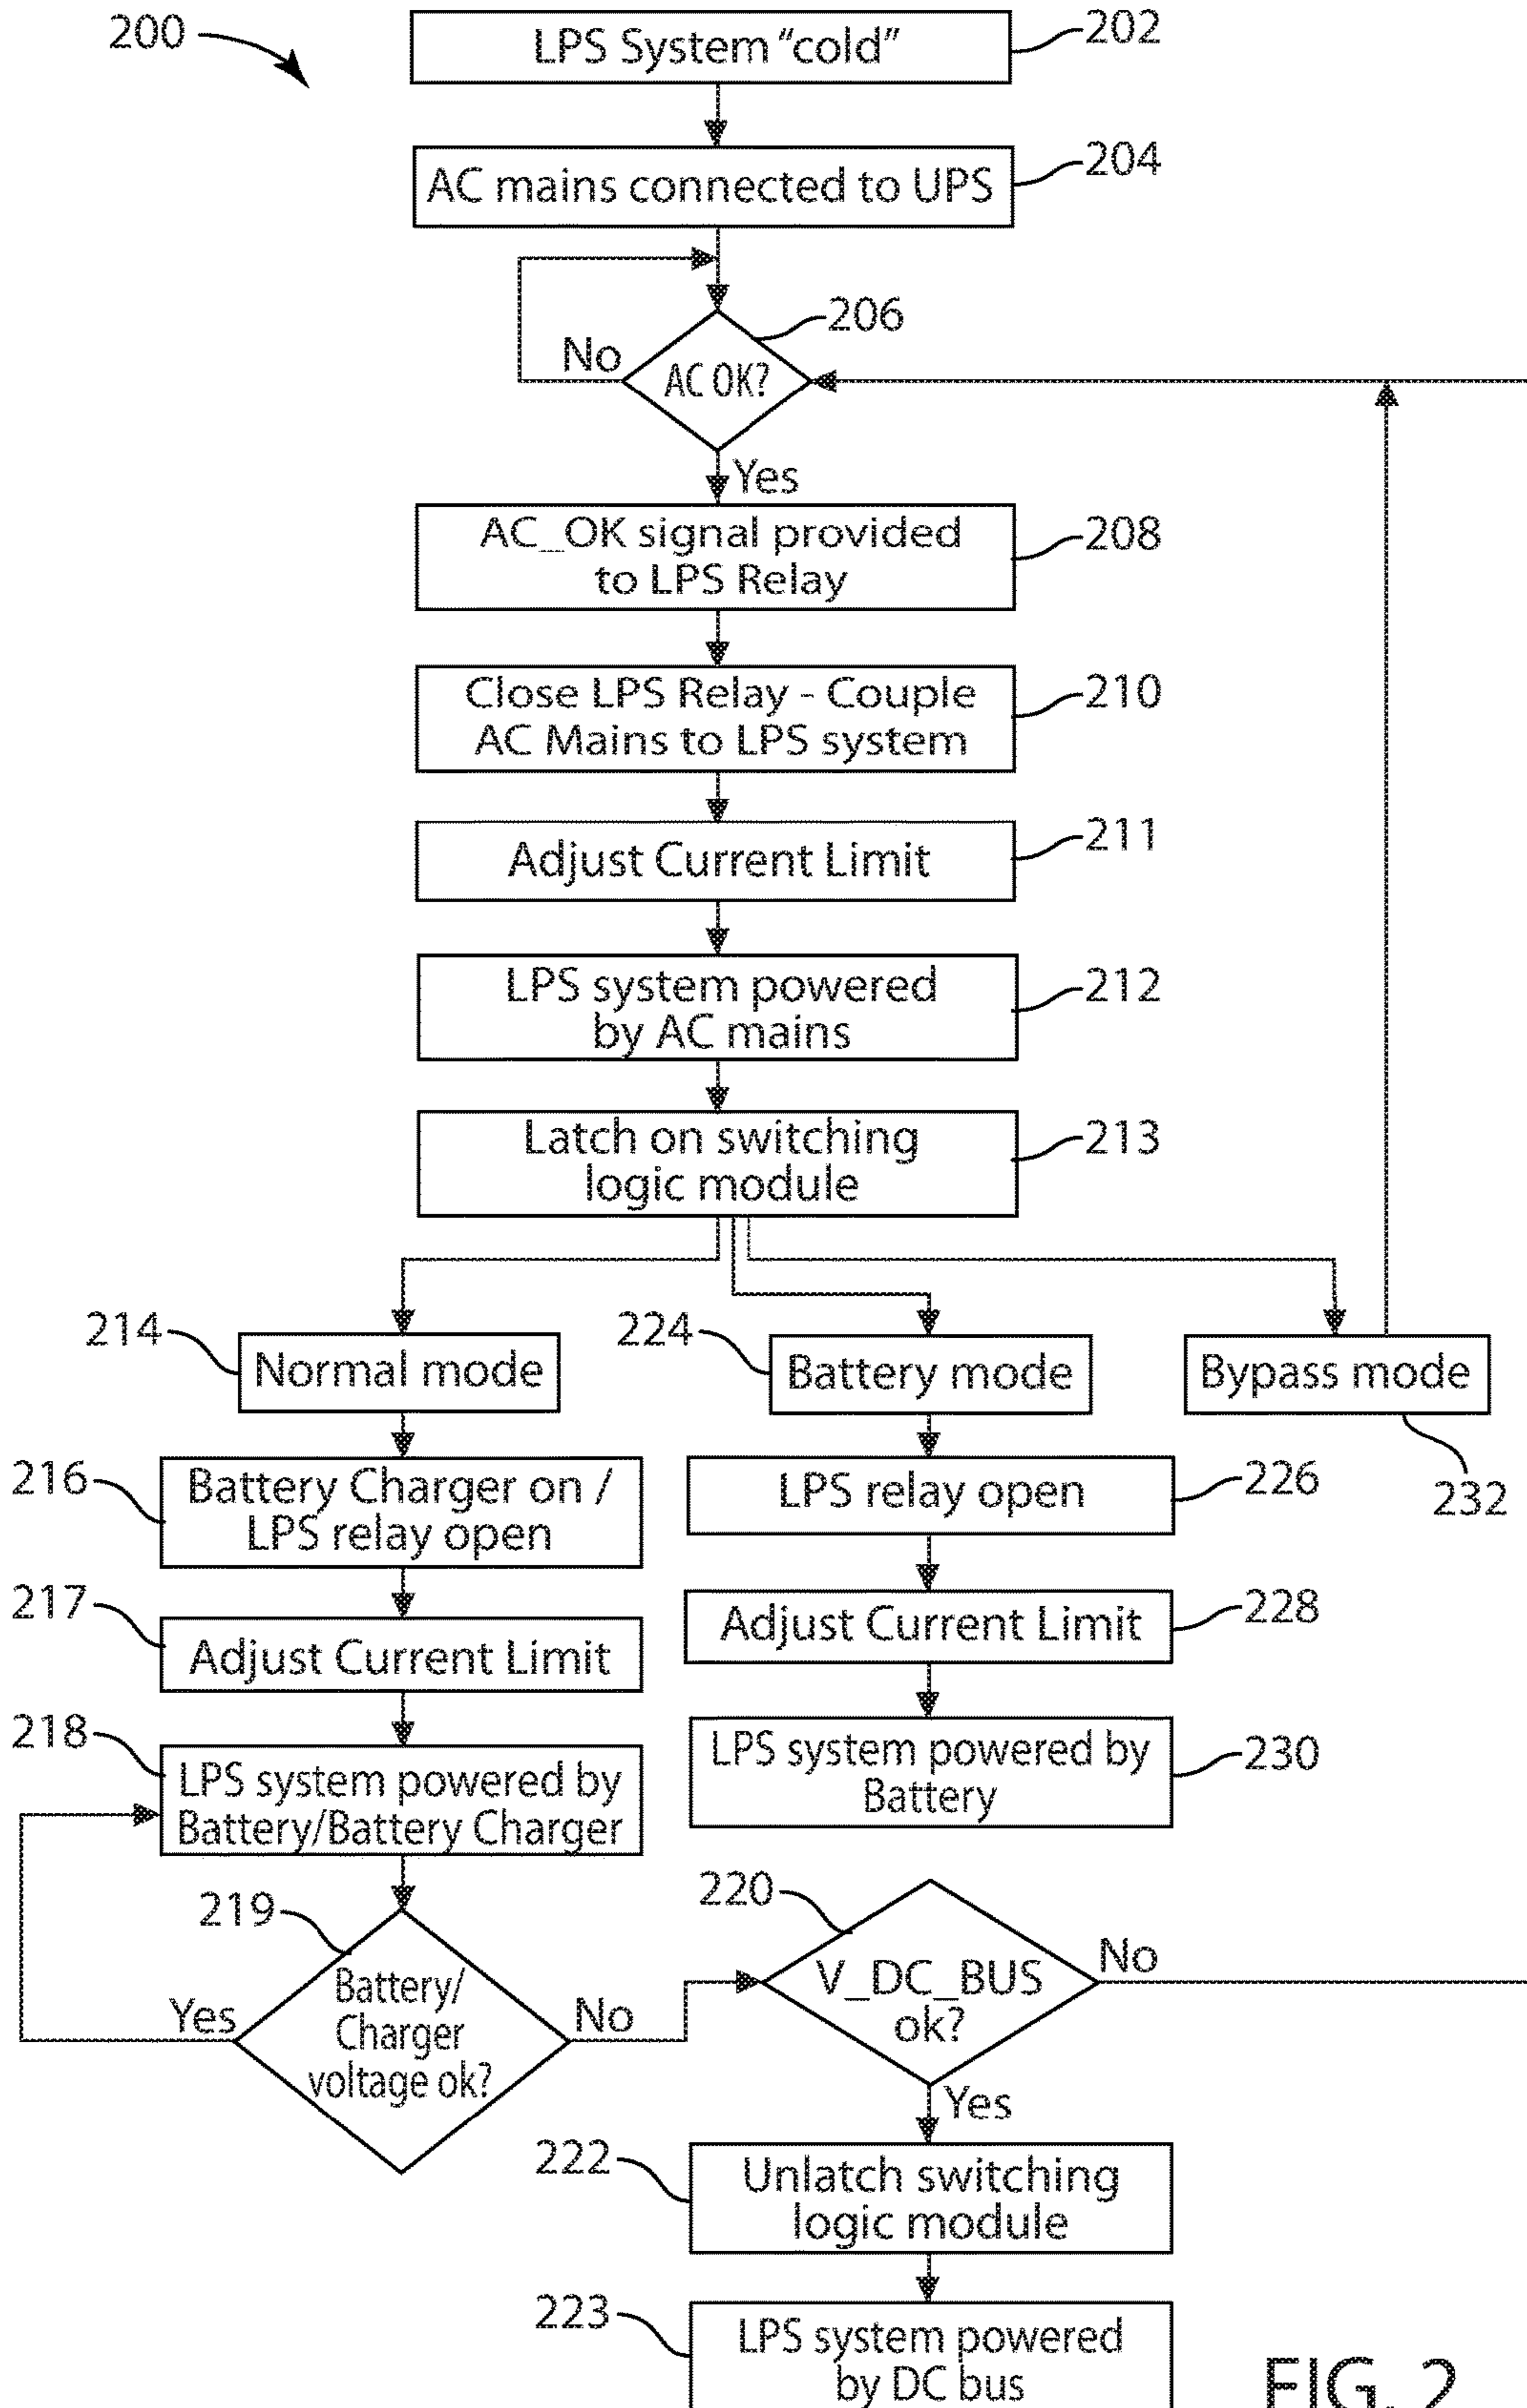 200
LPS System “cold”
202
AC mains connected to UPS
204
206
No
AC OK?
Yes
AC_OK signal provided
to LPS Relay
208
Close LPS Relay - Couple
AC Mains to LPS system
210
Adjust Current Limit
211
LPS system powered
by AC mains
212
Latch on switching
logic module
213
214
Normal mode
224
Battery mode
Bypass mode
232
216
Battery Charger on /
LPS relay open
LPS relay open
226
217
Adjust Current Limit
Adjust Current Limit
228
218
LPS system powered by
Battery/Battery Charger
LPS system powered by
Battery
230
219
Battery/
Charger
voltage ok?
Yes
No
220
V_DC_BUS
ok?
No
Yes
222
Unlatch switching
logic module
223
LPS system powered
by DC bus
FIG. 2